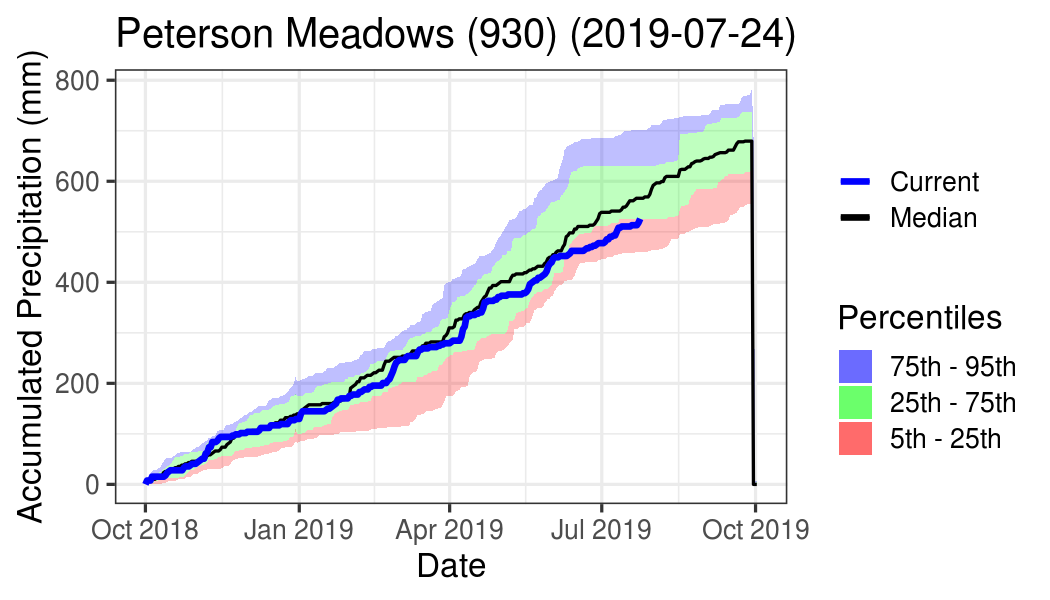 Peterson Meadows (930) (2019-07-24)
Accumulated Precipitation (mm)
800
600
400
200
0
Oct 2018
Jan 2019
Apr 2019
Jul 2019
Oct 2019
Date
Current
Median
Percentiles
75th - 95th
25th - 75th
5th - 25th